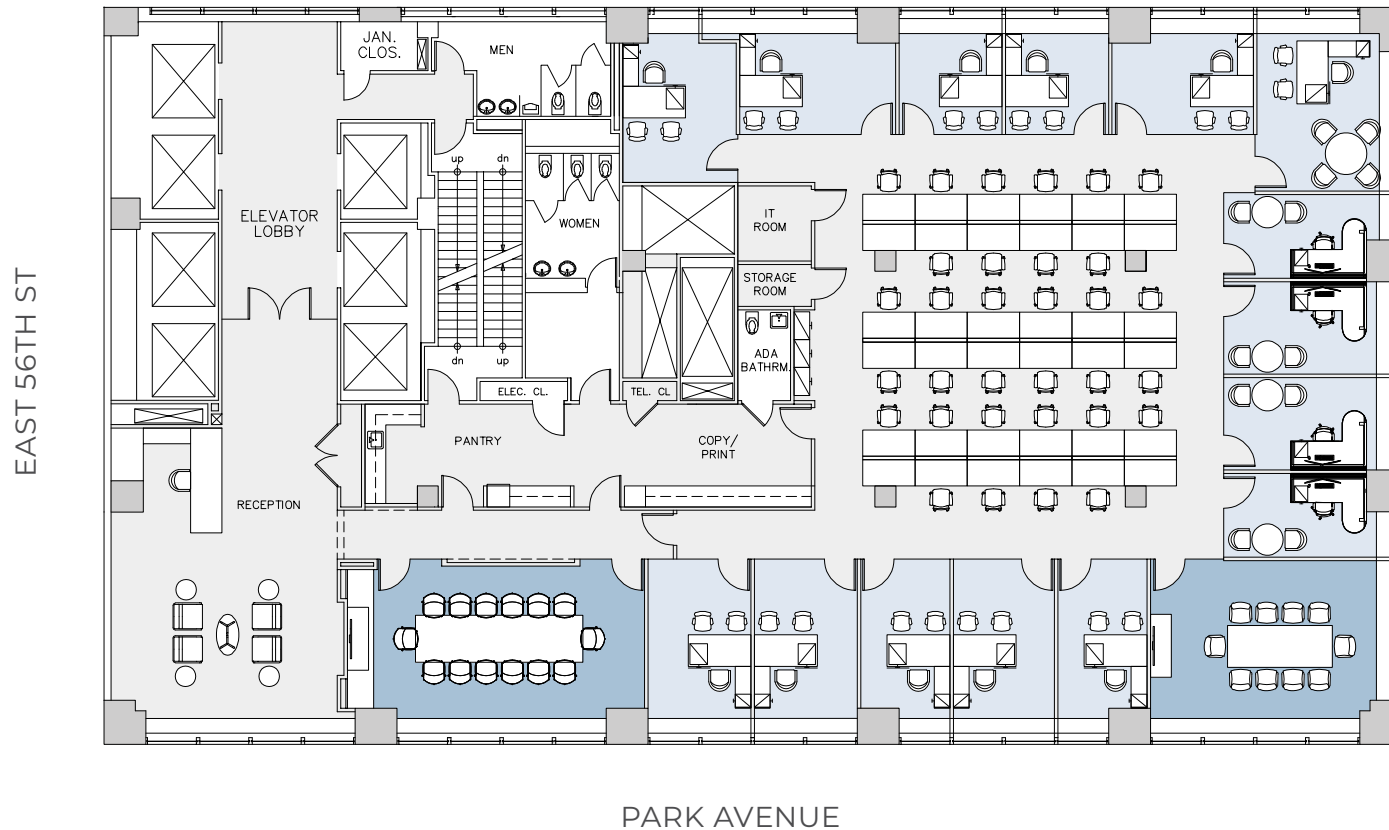 JAN.
CLOS.
MEN
up
dn
ELEVATOR
LOBBY
WOMEN
IT
ROOM
STORAGE
ROOM
EAST 56TH ST
dn
up
ADA
BATHRM.
ELEC. CL.
TEL. CL
PANTRY
COPY/
PRINT
RECEPTION
PARK AVENUE